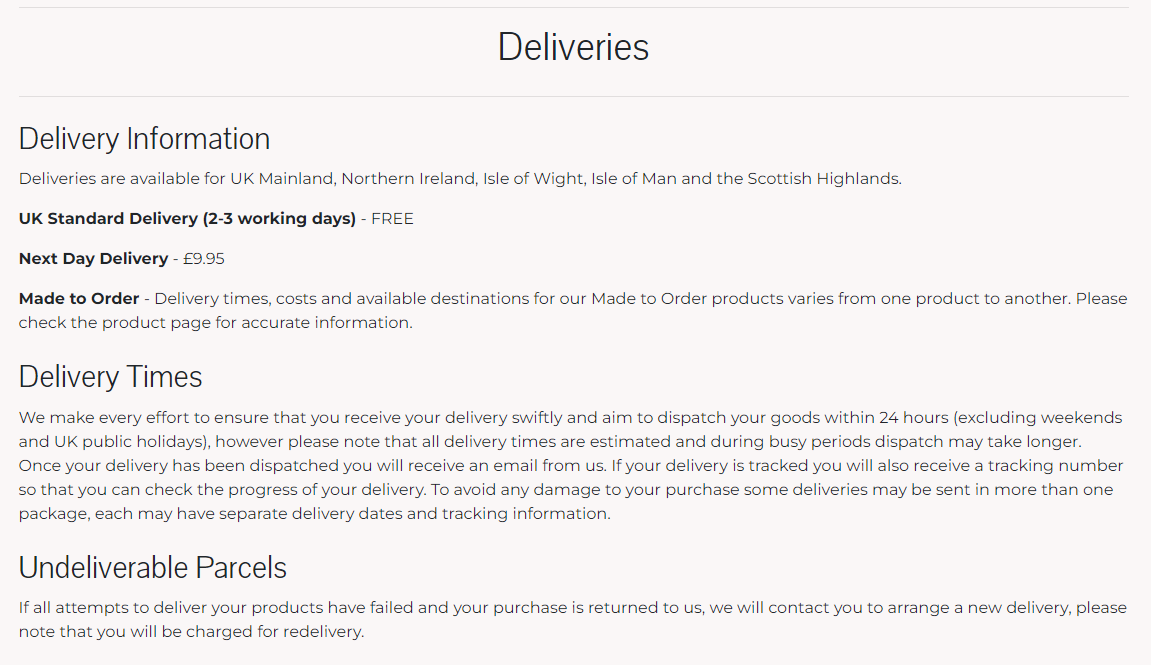 Deliveries
Delivery Information
Deliveries are available for UK Mainland, Northern Ireland, Isle of Wight, Isle of Man and the Scottish Highlands.
UK Standard Delivery (2-3 working days) - FREE
Next Day Delivery - £9.95
Made to Order - Delivery times, costs and available destinations for our Made to Order products varies from one product to another. Please
check the product page for accurate information.
Delivery Times
We make every effort to ensure that you receive your delivery swiftly and aim to dispatch your goods within 24 hours (excluding weekends
and UK public holidays), however please note that all delivery times are estimated and during busy periods dispatch may take longer.
Once your delivery has been dispatched you will receive an email from us. If your delivery is tracked you will also receive a tracking number
so that you can check the progress of your delivery. To avoid any damage to your purchase some deliveries may be sent in more than one
package, each may have separate delivery dates and tracking information.
Undeliverable Parcels
If all attempts to deliver your products have failed and your purchase is returned to us, we will contact you to arrange a new delivery, please
note that you will be charged for redelivery.